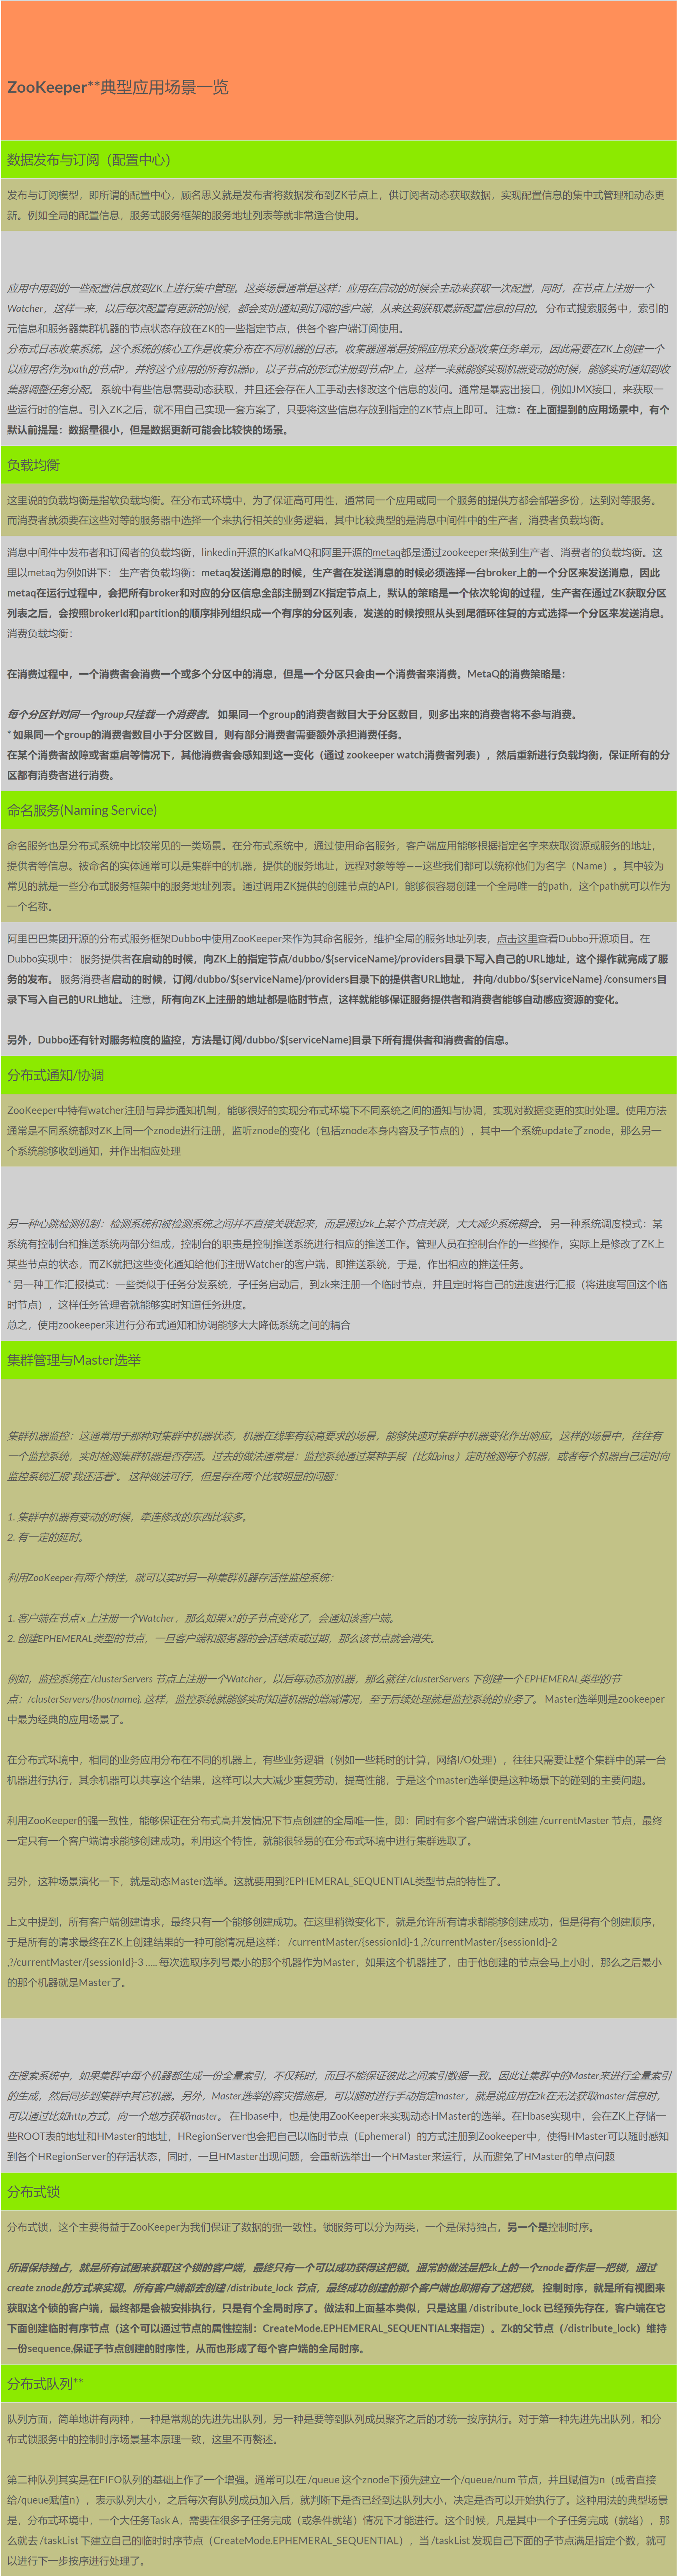 ZooKeeper**典型应用场景一览
数据发布与订阅（配置中心）
发布与订阅模型，即所谓的配置中心，顾名思义就是发布者将数据发布到ZK节点上，供订阅者动态获取数据，实现配置信息的集中式管理和动态更
新。例如全局的配置信息，服务式服务框架的服务地址列表等就非常适合使用。
应用中用到的一些配置信息放到ZK上进行集中管理。这类场景通常是这样：应用在启动的时候会主动来获取一次配置，同时，在节点上注册一个
Watcher，这样一来，以后每次配置有更新的时候，都会实时通知到订阅的客户端，从来达到获取最新配置信息的目的。 分布式搜索服务中，索引的
元信息和服务器集群机器的节点状态存放在ZK的一些指定节点，供各个客户端订阅使用。
分布式日志收集系统。这个系统的核心工作是收集分布在不同机器的日志。收集器通常是按照应用来分配收集任务单元，因此需要在ZK上创建一个
以应用名作为path的节点P，并将这个应用的所有机器ip，以子节点的形式注册到节点P上，这样一来就能够实现机器变动的时候，能够实时通知到收
集器调整任务分配。 系统中有些信息需要动态获取，并且还会存在人工手动去修改这个信息的发问。通常是暴露出接口，例如JMX接口，来获取一
些运行时的信息。引入ZK之后，就不用自己实现一套方案了，只要将这些信息存放到指定的ZK节点上即可。 注意：在上面提到的应用场景中，有个
默认前提是：数据量很小，但是数据更新可能会比较快的场景。
负载均衡
这里说的负载均衡是指软负载均衡。在分布式环境中，为了保证高可用性，通常同一个应用或同一个服务的提供方都会部署多份，达到对等服务。
而消费者就须要在这些对等的服务器中选择一个来执行相关的业务逻辑，其中比较典型的是消息中间件中的生产者，消费者负载均衡。
消息中间件中发布者和订阅者的负载均衡，linkedin开源的KafkaMQ和阿里开源的metaq都是通过zookeeper来做到生产者、消费者的负载均衡。这
里以metaq为例如讲下： 生产者负载均衡：metaq发送消息的时候，生产者在发送消息的时候必须选择一台broker上的一个分区来发送消息，因此
metaq在运行过程中，会把所有broker和对应的分区信息全部注册到ZK指定节点上，默认的策略是一个依次轮询的过程，生产者在通过ZK获取分区
列表之后，会按照brokerId和partition的顺序排列组织成一个有序的分区列表，发送的时候按照从头到尾循环往复的方式选择一个分区来发送消息。
消费负载均衡：
在消费过程中，一个消费者会消费一个或多个分区中的消息，但是一个分区只会由一个消费者来消费。MetaQ的消费策略是：
每个分区针对同一个group只挂载一个消费者。 如果同一个group的消费者数目大于分区数目，则多出来的消费者将不参与消费。
* 如果同一个group的消费者数目小于分区数目，则有部分消费者需要额外承担消费任务。
在某个消费者故障或者重启等情况下，其他消费者会感知到这一变化（通过 zookeeper watch消费者列表），然后重新进行负载均衡，保证所有的分
区都有消费者进行消费。
命名服务(Naming Service)
命名服务也是分布式系统中比较常见的一类场景。在分布式系统中，通过使用命名服务，客户端应用能够根据指定名字来获取资源或服务的地址，
提供者等信息。被命名的实体通常可以是集群中的机器，提供的服务地址，远程对象等等——这些我们都可以统称他们为名字（Name）。其中较为
常见的就是一些分布式服务框架中的服务地址列表。通过调用ZK提供的创建节点的API，能够很容易创建一个全局唯一的path，这个path就可以作为
一个名称。
阿里巴巴集团开源的分布式服务框架Dubbo中使用ZooKeeper来作为其命名服务，维护全局的服务地址列表，点击这里查看Dubbo开源项目。在
Dubbo实现中： 服务提供者在启动的时候，向ZK上的指定节点/dubbo/${serviceName}/providers目录下写入自己的URL地址，这个操作就完成了服
务的发布。 服务消费者启动的时候，订阅/dubbo/${serviceName}/providers目录下的提供者URL地址， 并向/dubbo/${serviceName} /consumers目
录下写入自己的URL地址。 注意，所有向ZK上注册的地址都是临时节点，这样就能够保证服务提供者和消费者能够自动感应资源的变化。
另外，Dubbo还有针对服务粒度的监控，方法是订阅/dubbo/${serviceName}目录下所有提供者和消费者的信息。
分布式通知/协调
ZooKeeper中特有watcher注册与异步通知机制，能够很好的实现分布式环境下不同系统之间的通知与协调，实现对数据变更的实时处理。使用方法
通常是不同系统都对ZK上同一个znode进行注册，监听znode的变化（包括znode本身内容及子节点的），其中一个系统update了znode，那么另一
个系统能够收到通知，并作出相应处理
另一种心跳检测机制：检测系统和被检测系统之间并不直接关联起来，而是通过zk上某个节点关联，大大减少系统耦合。 另一种系统调度模式：某
系统有控制台和推送系统两部分组成，控制台的职责是控制推送系统进行相应的推送工作。管理人员在控制台作的一些操作，实际上是修改了ZK上
某些节点的状态，而ZK就把这些变化通知给他们注册Watcher的客户端，即推送系统，于是，作出相应的推送任务。
* 另一种工作汇报模式：一些类似于任务分发系统，子任务启动后，到zk来注册一个临时节点，并且定时将自己的进度进行汇报（将进度写回这个临
时节点），这样任务管理者就能够实时知道任务进度。
总之，使用zookeeper来进行分布式通知和协调能够大大降低系统之间的耦合
集群管理与Master选举
集群机器监控：这通常用于那种对集群中机器状态，机器在线率有较高要求的场景，能够快速对集群中机器变化作出响应。这样的场景中，往往有
一个监控系统，实时检测集群机器是否存活。过去的做法通常是：监控系统通过某种手段（比如ping）定时检测每个机器，或者每个机器自己定时向
监控系统汇报“我还活着”。 这种做法可行，但是存在两个比较明显的问题：
1. 集群中机器有变动的时候，牵连修改的东西比较多。
2. 有一定的延时。
利用ZooKeeper有两个特性，就可以实时另一种集群机器存活性监控系统：
1. 客户端在节点 x 上注册一个Watcher，那么如果 x?的子节点变化了，会通知该客户端。
2. 创建EPHEMERAL类型的节点，一旦客户端和服务器的会话结束或过期，那么该节点就会消失。
例如，监控系统在 /clusterServers 节点上注册一个Watcher，以后每动态加机器，那么就往 /clusterServers 下创建一个 EPHEMERAL类型的节
点：/clusterServers/{hostname}. 这样，监控系统就能够实时知道机器的增减情况，至于后续处理就是监控系统的业务了。 Master选举则是zookeeper
中最为经典的应用场景了。
在分布式环境中，相同的业务应用分布在不同的机器上，有些业务逻辑（例如一些耗时的计算，网络I/O处理），往往只需要让整个集群中的某一台
机器进行执行，其余机器可以共享这个结果，这样可以大大减少重复劳动，提高性能，于是这个master选举便是这种场景下的碰到的主要问题。
利用ZooKeeper的强一致性，能够保证在分布式高并发情况下节点创建的全局唯一性，即：同时有多个客户端请求创建 /currentMaster 节点，最终
一定只有一个客户端请求能够创建成功。利用这个特性，就能很轻易的在分布式环境中进行集群选取了。
另外，这种场景演化一下，就是动态Master选举。这就要用到?EPHEMERAL_SEQUENTIAL类型节点的特性了。
上文中提到，所有客户端创建请求，最终只有一个能够创建成功。在这里稍微变化下，就是允许所有请求都能够创建成功，但是得有个创建顺序，
于是所有的请求最终在ZK上创建结果的一种可能情况是这样： /currentMaster/{sessionId}-1 ,?/currentMaster/{sessionId}-2
,?/currentMaster/{sessionId}-3 ….. 每次选取序列号最小的那个机器作为Master，如果这个机器挂了，由于他创建的节点会马上小时，那么之后最小
的那个机器就是Master了。
在搜索系统中，如果集群中每个机器都生成一份全量索引，不仅耗时，而且不能保证彼此之间索引数据一致。因此让集群中的Master来进行全量索引
的生成，然后同步到集群中其它机器。另外，Master选举的容灾措施是，可以随时进行手动指定master，就是说应用在zk在无法获取master信息时，
可以通过比如http方式，向一个地方获取master。 在Hbase中，也是使用ZooKeeper来实现动态HMaster的选举。在Hbase实现中，会在ZK上存储一
些ROOT表的地址和HMaster的地址，HRegionServer也会把自己以临时节点（Ephemeral）的方式注册到Zookeeper中，使得HMaster可以随时感知
到各个HRegionServer的存活状态，同时，一旦HMaster出现问题，会重新选举出一个HMaster来运行，从而避免了HMaster的单点问题
分布式锁
分布式锁，这个主要得益于ZooKeeper为我们保证了数据的强一致性。锁服务可以分为两类，一个是保持独占，另一个是控制时序。
所谓保持独占，就是所有试图来获取这个锁的客户端，最终只有一个可以成功获得这把锁。通常的做法是把zk上的一个znode看作是一把锁，通过
create znode的方式来实现。所有客户端都去创建 /distribute_lock 节点，最终成功创建的那个客户端也即拥有了这把锁。 控制时序，就是所有视图来
获取这个锁的客户端，最终都是会被安排执行，只是有个全局时序了。做法和上面基本类似，只是这里 /distribute_lock 已经预先存在，客户端在它
下面创建临时有序节点（这个可以通过节点的属性控制：CreateMode.EPHEMERAL_SEQUENTIAL来指定）。Zk的父节点（/distribute_lock）维持
一份sequence,保证子节点创建的时序性，从而也形成了每个客户端的全局时序。
分布式队列**
队列方面，简单地讲有两种，一种是常规的先进先出队列，另一种是要等到队列成员聚齐之后的才统一按序执行。对于第一种先进先出队列，和分
布式锁服务中的控制时序场景基本原理一致，这里不再赘述。
第二种队列其实是在FIFO队列的基础上作了一个增强。通常可以在 /queue 这个znode下预先建立一个/queue/num 节点，并且赋值为n（或者直接
给/queue赋值n），表示队列大小，之后每次有队列成员加入后，就判断下是否已经到达队列大小，决定是否可以开始执行了。这种用法的典型场景
是，分布式环境中，一个大任务Task A，需要在很多子任务完成（或条件就绪）情况下才能进行。这个时候，凡是其中一个子任务完成（就绪），那
么就去 /taskList 下建立自己的临时时序节点（CreateMode.EPHEMERAL_SEQUENTIAL），当 /taskList 发现自己下面的子节点满足指定个数，就可
以进行下一步按序进行处理了。